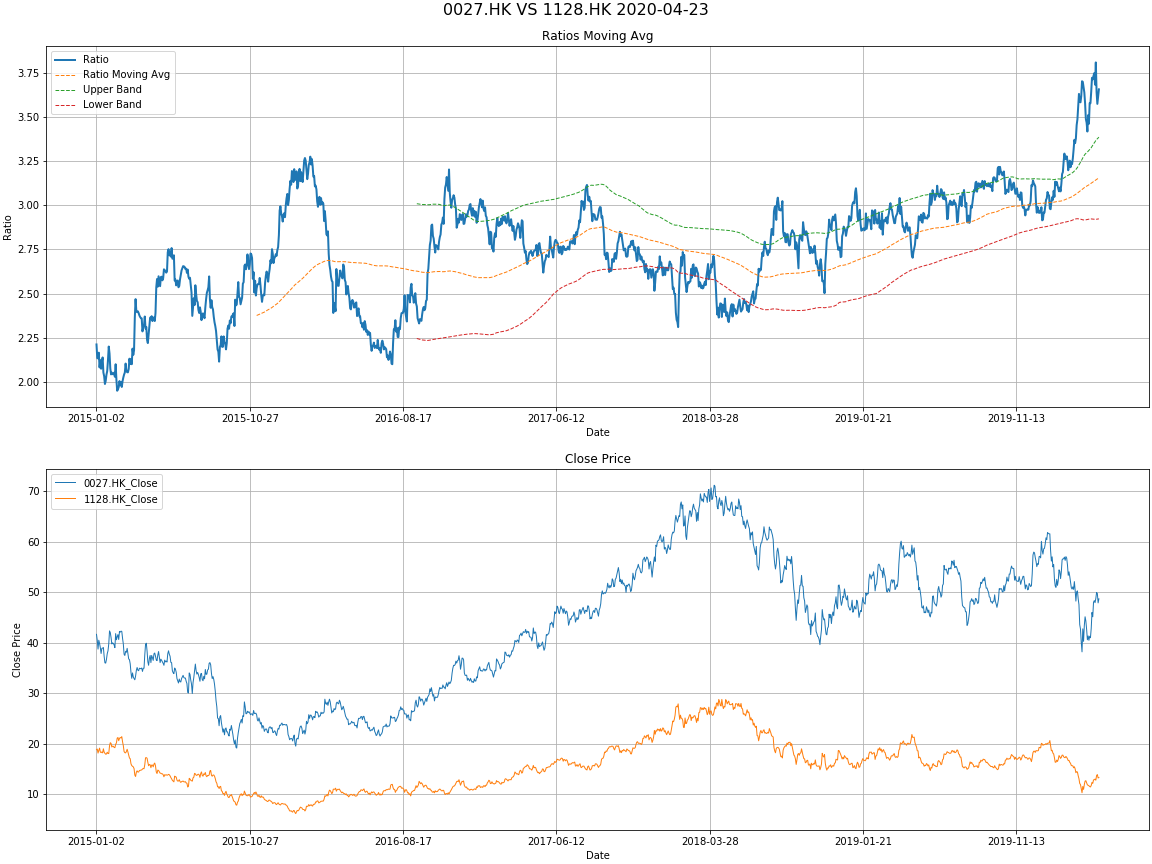 0027.HK VS 1128.HK 2020-04-23
Ratios Moving Avg
Ratio
Ratio Moving Avg
Upper Band
Lower Band
3.75
3.50
3.25
3.00
2.75
2.50
2.25
2.00
Ratio
2015-01-02 2015-10-27 2016-08-17 2017-06-12 2018-03-28 2019-01-21 2019-11-13
Date
Close Price
0027.HK_Close
1128.HK_Close
70
60
50
40
30
20
10
Close Price
2015-01-02 2015-10-27 2016-08-17 2017-06-12 2018-03-28 2019-01-21 2019-11-13
Date